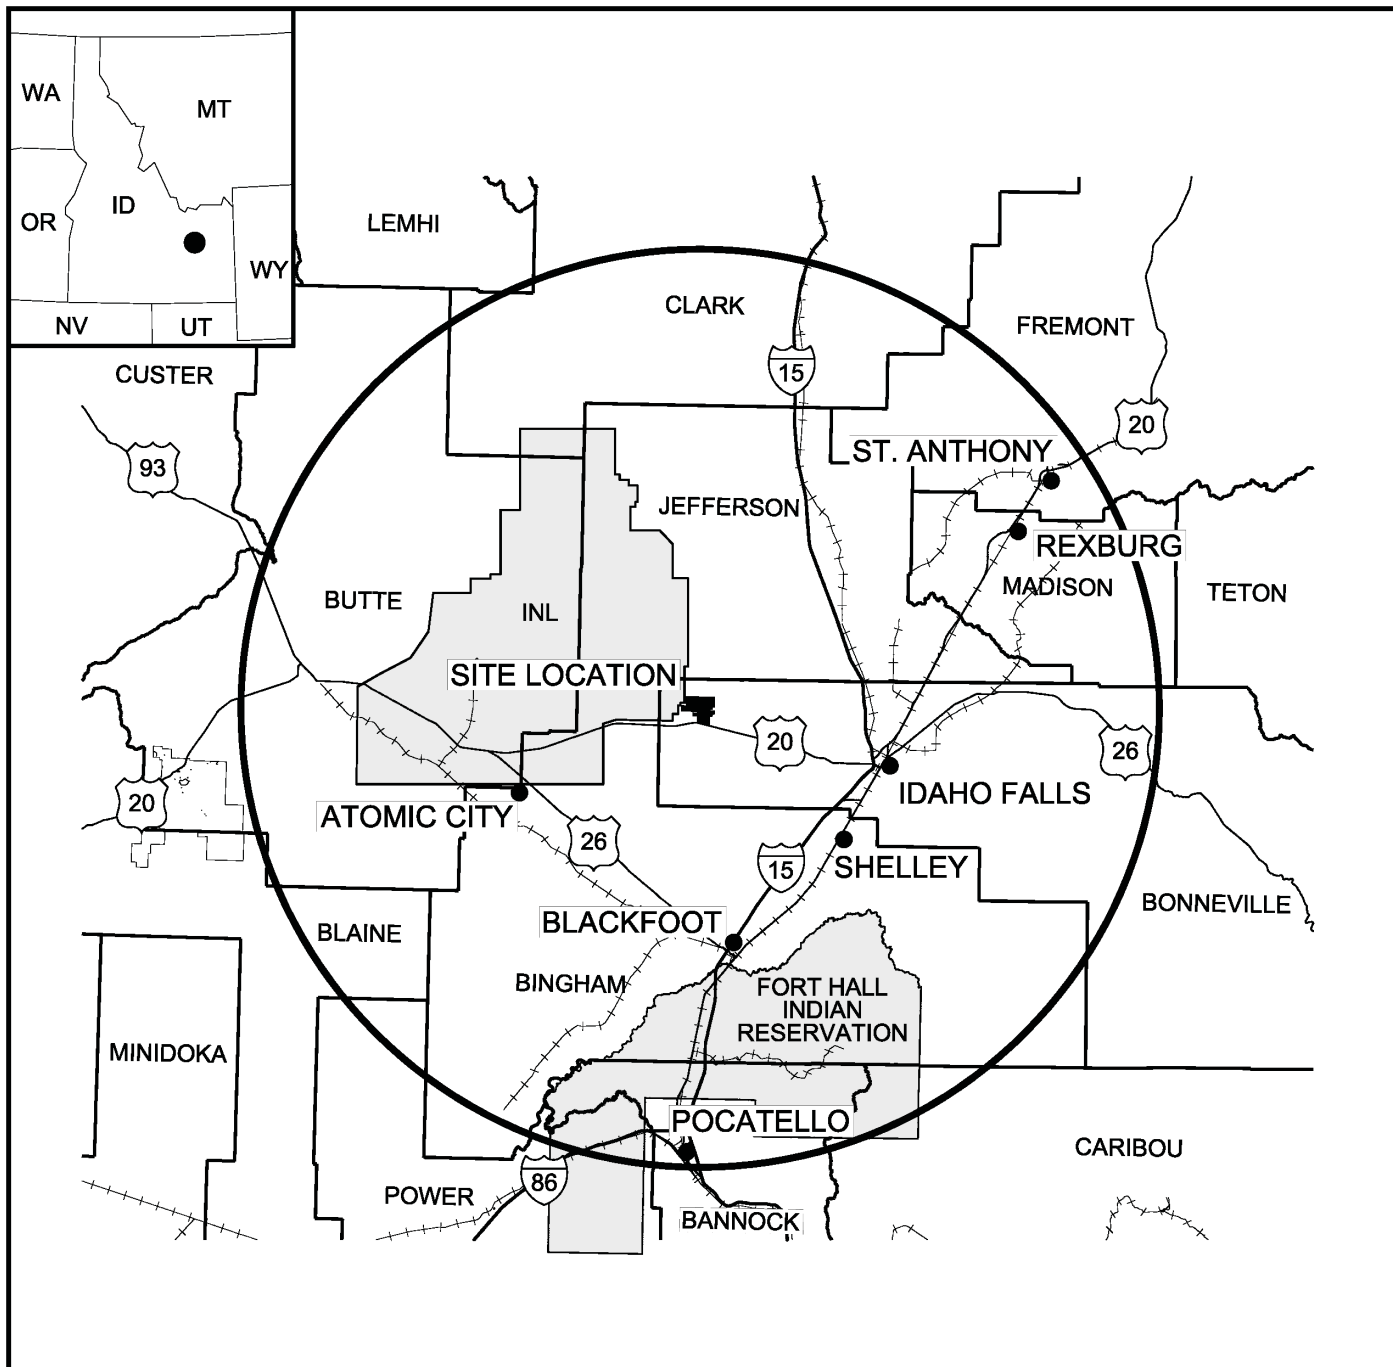 WA
MT
OR
ID
WY
NV
UT
LEMHI
CLARK
FREMONT
CUSTER
15
20
93
ST. ANTHONY
JEFFERSON
REXBURG
MADISON
TETON
BUTTE
INL
SITE LOCATION
20
26
20
IDAHO FALLS
ATOMIC CITY
26
15
SHELLEY
BONNEVILLE
BLACKFOOT
BLAINE
BINGHAM
FORT HALL
INDIAN
RESERVATION
MINIDOKA
POCATELLO
CARIBOU
86
POWER
BANNOCK